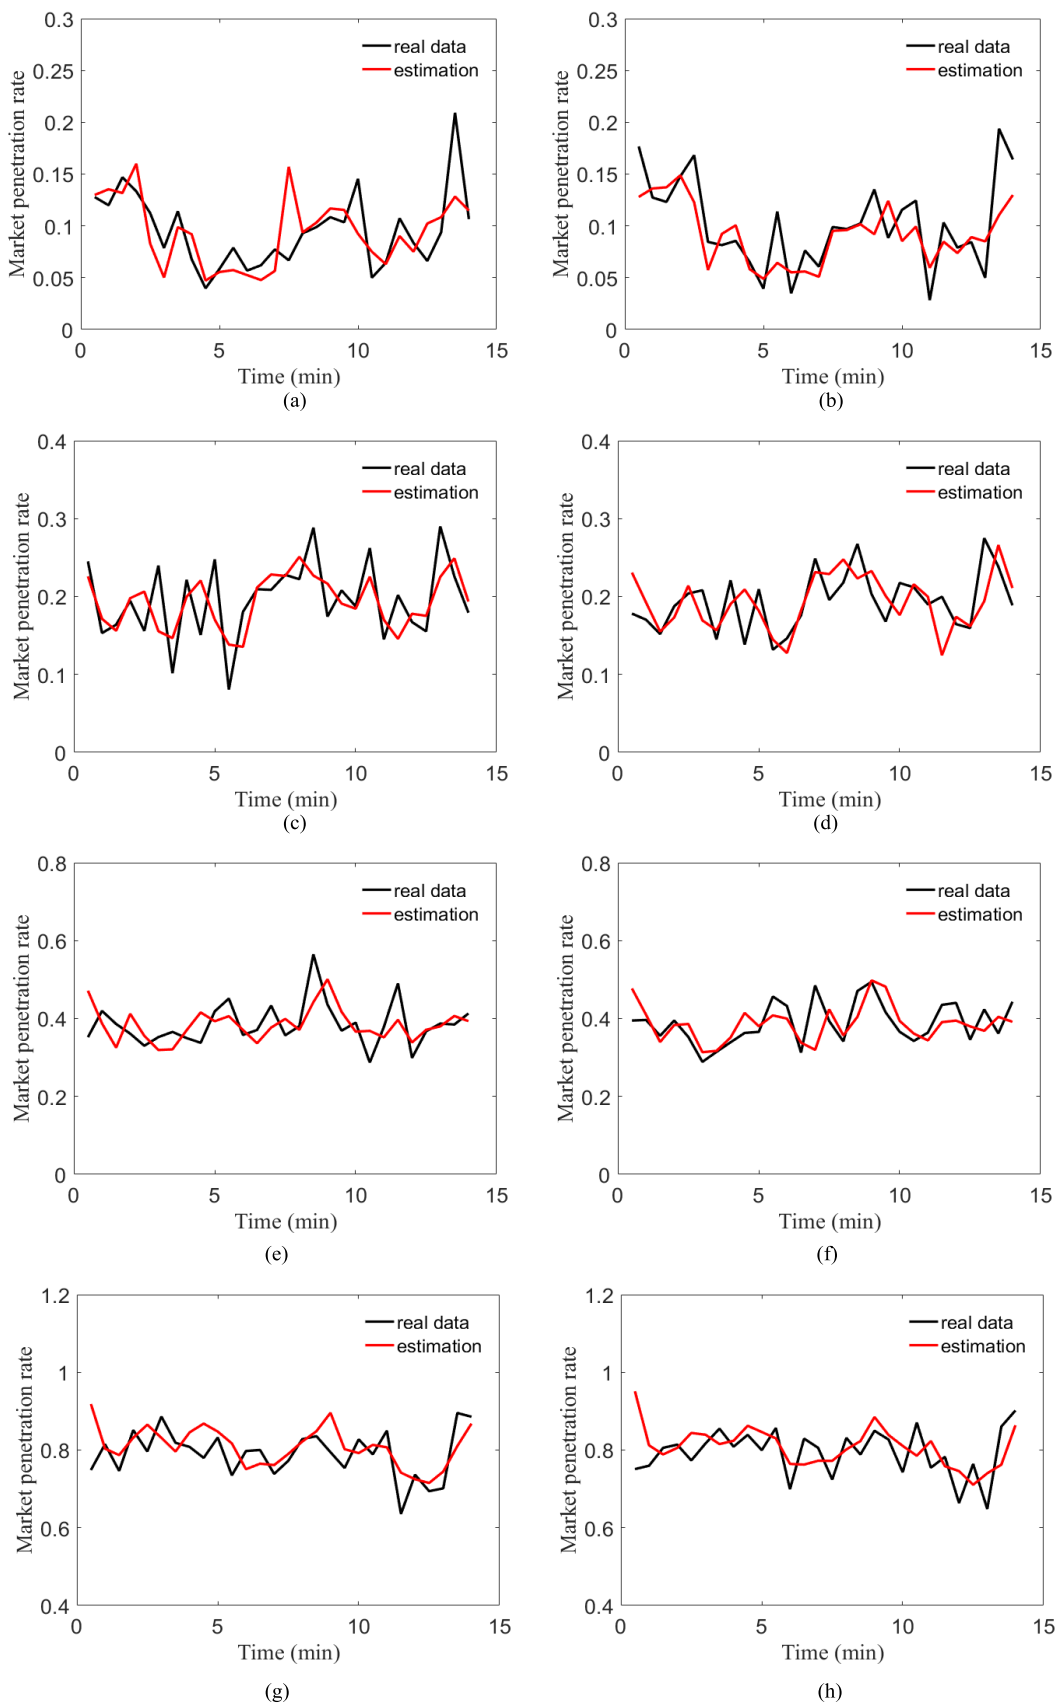 0.3
0.25
0.2
0.15
0.1
0.05
0
0 5 10 15
Market penetration rate
Time (min)
real data
estimation
(a)
0.3
0.25
0.2
0.15
0.1
0.05
0
0 5 10 15
Market penetration rate
Time (min)
real data
estimation
(b)
0.4
0.3
0.2
0.1
0
0 5 10 15
Market penetration rate
Time (min)
real data
estimation
(c)
0.4
0.3
0.2
0.1
0
0 5 10 15
Market penetration rate
Time (min)
real data
estimation
(d)
0.8
0.6
0.4
0.2
0
0 5 10 15
Market penetration rate
Time (min)
real data
estimation
(e)
0.8
0.6
0.4
0.2
0
0 5 10 15
Market penetration rate
Time (min)
real data
estimation
(f)
1.2
1
0.8
0.6
0.4
0 5 10 15
Market penetration rate
Time (min)
real data
estimation
(g)
1.2
1
0.8
0.6
0.4
0 5 10 15
Market penetration rate
Time (min)
real data
estimation
(h)